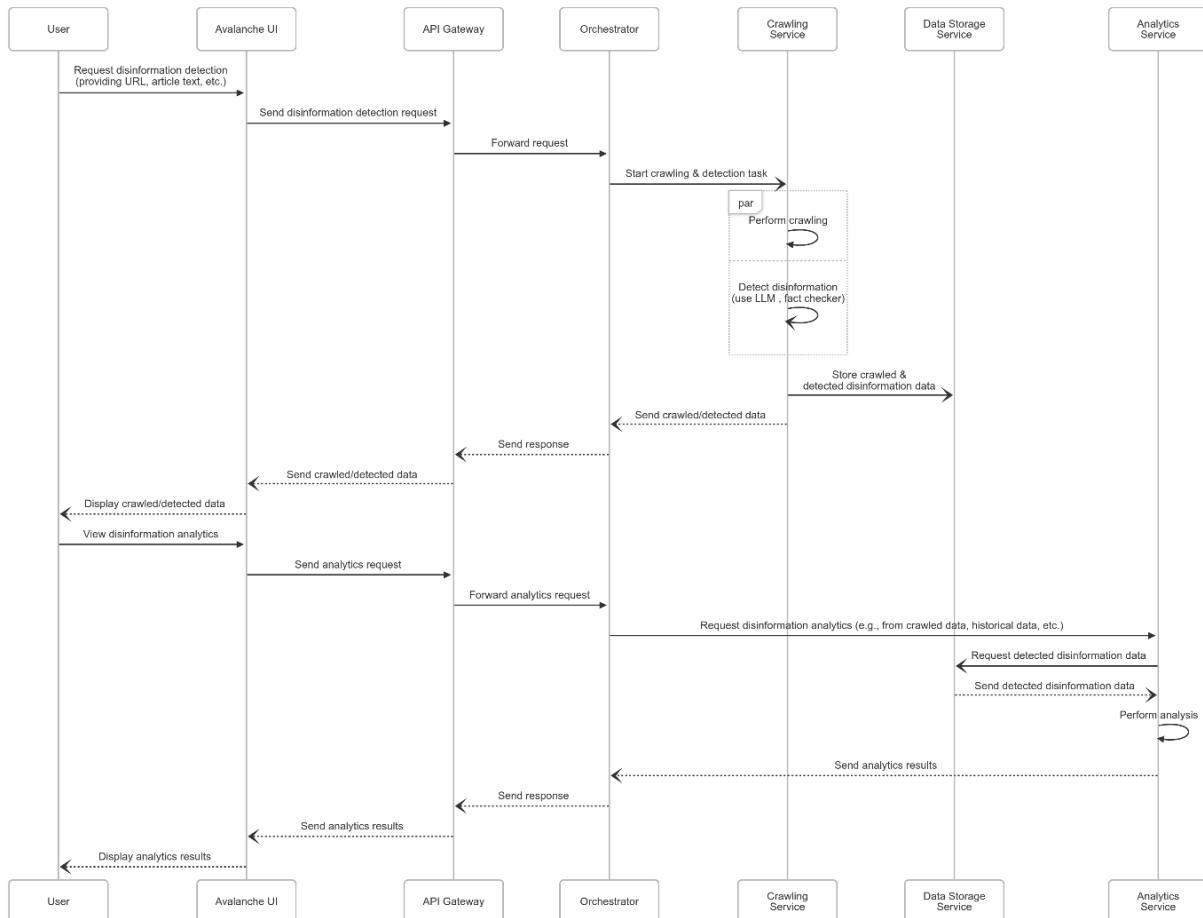 User
Avalanche UI
API Gateway
Orchestrator
Crawling
Service
Data Storage
Service
Analytics
Service
Request disinformation detection
(providing URL, article text, etc.)
Send disinformation detection request
Forward request
Start crawling & detection task
par
Perform crawling
Detect disinformation
(use LLM , fact checker)
Store crawled &
detected disinformation data
Send crawled/detected data
Send response
Send crawled/detected data
Display crawled/detected data
View disinformation analytics
Send analytics request
Forward analytics request
Request disinformation analytics (e.g., from crawled data, historical data, etc.)
Request detected disinformation data
Send detected disinformation data
Perform analysis
Send analytics results
Send response
Send analytics results
Display analytics results
User
Avalanche UI
API Gateway
Orchestrator
Crawling
Service
Data Storage
Service
Analytics
Service